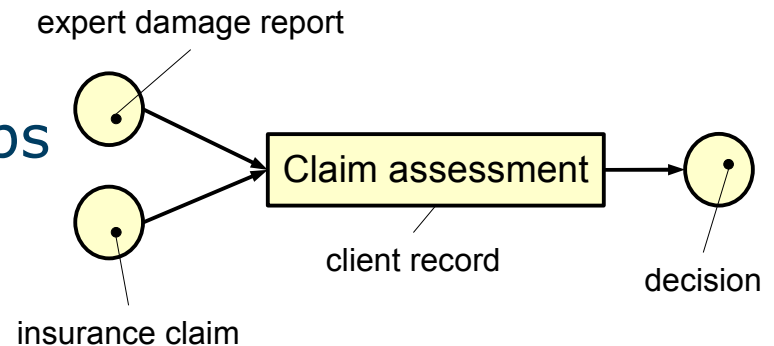 expert damage report
Claim assessment
client record
decision
insurance claim